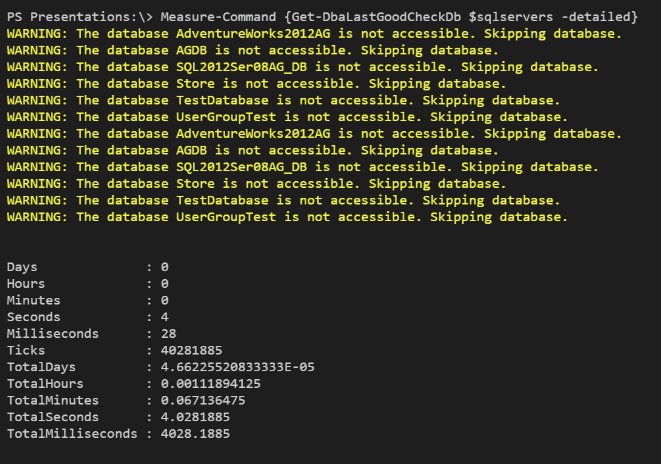 PS Presentations:\> Measure-Command {Get-DbaLastGoodCheckDb $sqlservers -detailed}
WARNING: The database AdventureWorks2012AG is not accessible. Skipping database.
WARNING: The database AGDB is not accessible. Skipping database.
WARNING: The database SQL2012Ser08AG_DB is not accessible. Skipping database.
WARNING: The database Store is not accessible. Skipping database.
WARNING: The database TestDatabase is not accessible. Skipping database.
WARNING: The database UserGroupTest is not accessible. Skipping database.
WARNING: The database AdventureWorks2012AG is not accessible. Skipping database.
WARNING: The database AGDB is not accessible. Skipping database.
WARNING: The database SQL2012Ser08AG_DB is not accessible. Skipping database.
WARNING: The database Store is not accessible. Skipping database.
WARNING: The database TestDatabase is not accessible. Skipping database.
WARNING: The database UserGroupTest is not accessible. Skipping database.
Days              : 0
Hours             : 0
Minutes           : 0
Seconds           : 4
Milliseconds      : 28
Ticks             : 40281885
TotalDays         : 4.66225520833333E-05
TotalHours        : 0.00111894125
TotalMinutes      : 0.067136475
TotalSeconds      : 4.0281885
TotalMilliseconds : 4028.1885